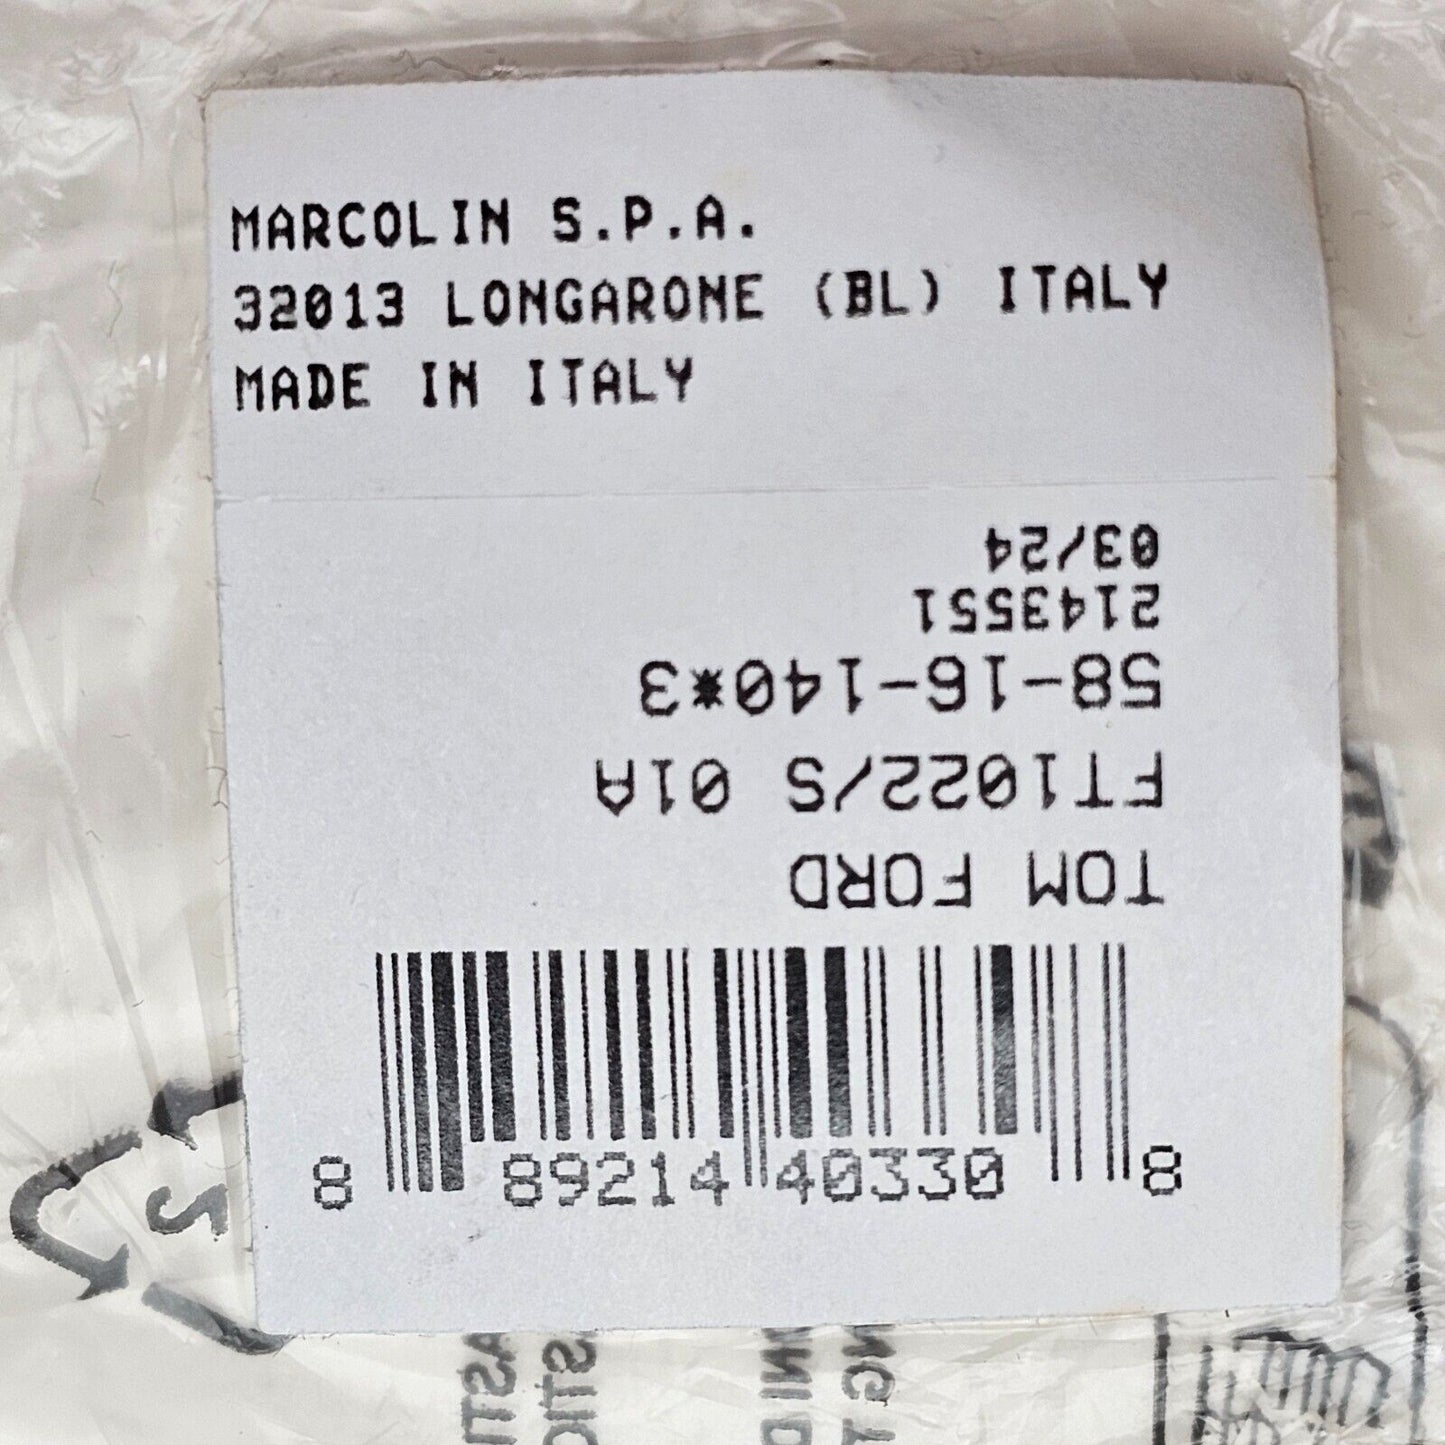 MARCOLIN S.P.A.
32013 LONGARONE (BL) ITALY
MADE IN ITALY
TOM FORD
FT1022/S 01A
58-16-140*3
2143551
03/24
8 89214 40330 8
2